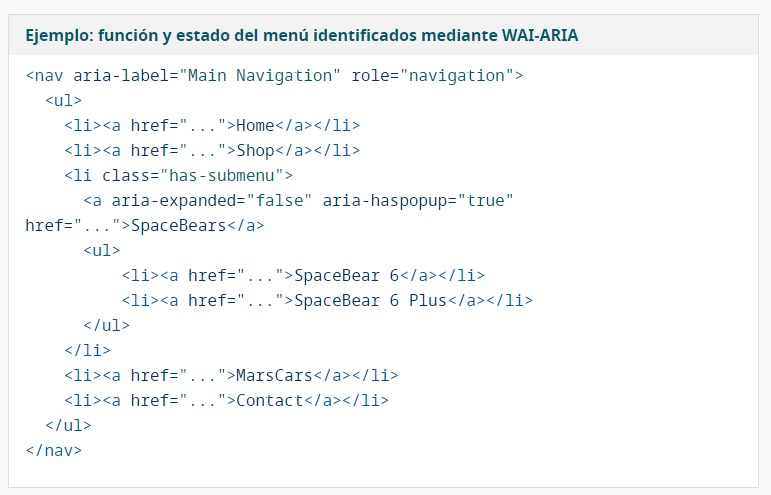 Ejemplo: función y estado del menú identificados mediante WAI-ARIA
<nav aria-label="Main Navigation" role="navigation">
  <ul>
    <li><a href="...">Home</a></li>
    <li><a href="...">Shop</a></li>
    <li class="has-submenu">
      <a aria-expanded="false" aria-haspopup="true"
href="...">SpaceBears</a>
      <ul>
          <li><a href="...">SpaceBear 6</a></li>
          <li><a href="...">SpaceBear 6 Plus</a></li>
      </ul>
    </li>
    <li><a href="...">MarsCars</a></li>
    <li><a href="...">Contact</a></li>
  </ul>
</nav>